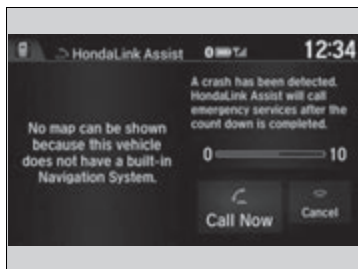 HondaLink Assist
0
12:34
No map can be shown
because this vehicle
does not have a built-in
Navigation System.
A crash has been detected.
HondaLink Assist will call
emergency services after the
count down is completed.
0
10
Call Now
Cancel